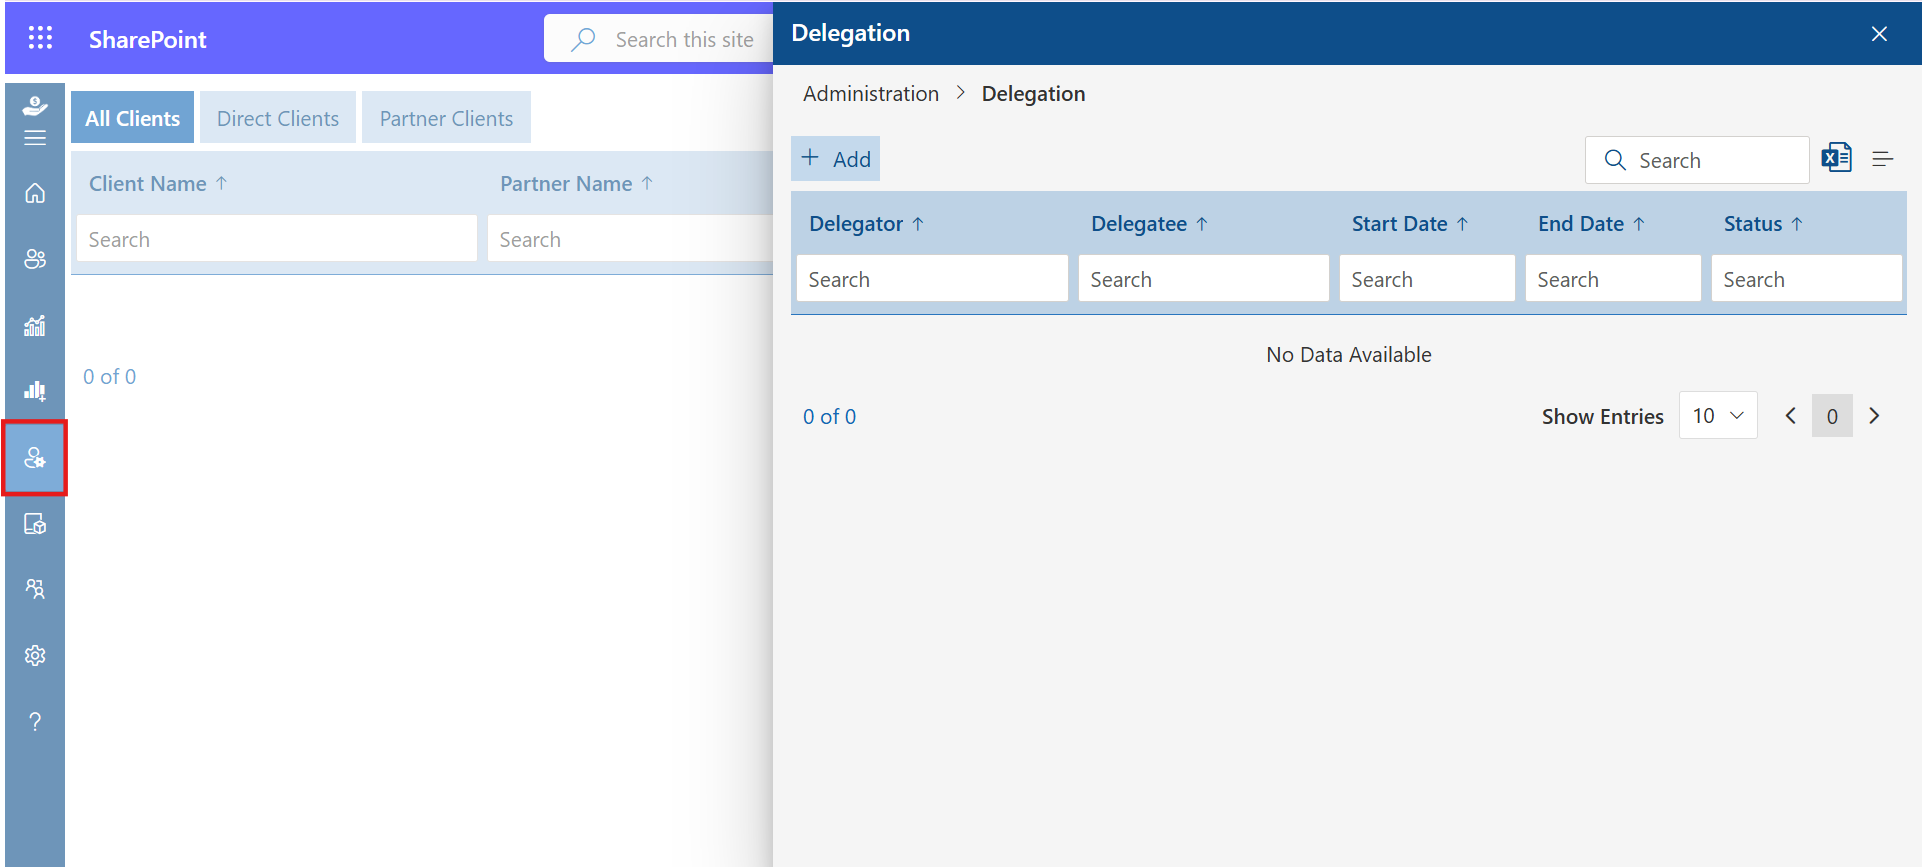 SharePoint
Search this site
All Clients
Direct Clients
Partner Clients
Client Name
Partner Name
Search
Search
0 of 0
Delegation
Administration > Delegation
+ Add
Search
Delegator
Delegatee
Start Date
End Date
Status
Search
Search
Search
Search
Search
No Data Available
0 of 0
Show Entries
10
0